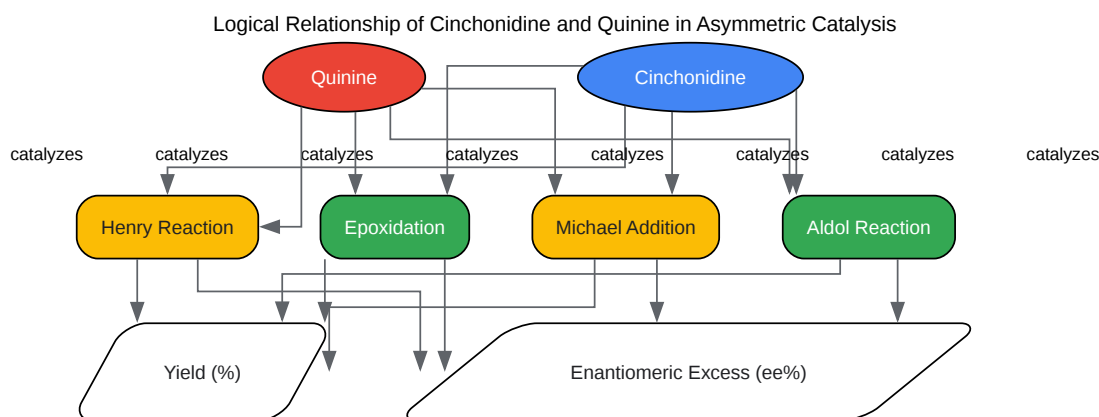 Logical Relationship of Cinchonidine and Quinine in Asymmetric Catalysis
Quinine
Cinchonidine
catalyzes
catalyzes
catalyzes
catalyzes
catalyzes
catalyzes
catalyzes
catalyzes
Henry Reaction
Epoxidation
Michael Addition
Aldol Reaction
Yield (%)
Enantiomeric Excess (ee%)